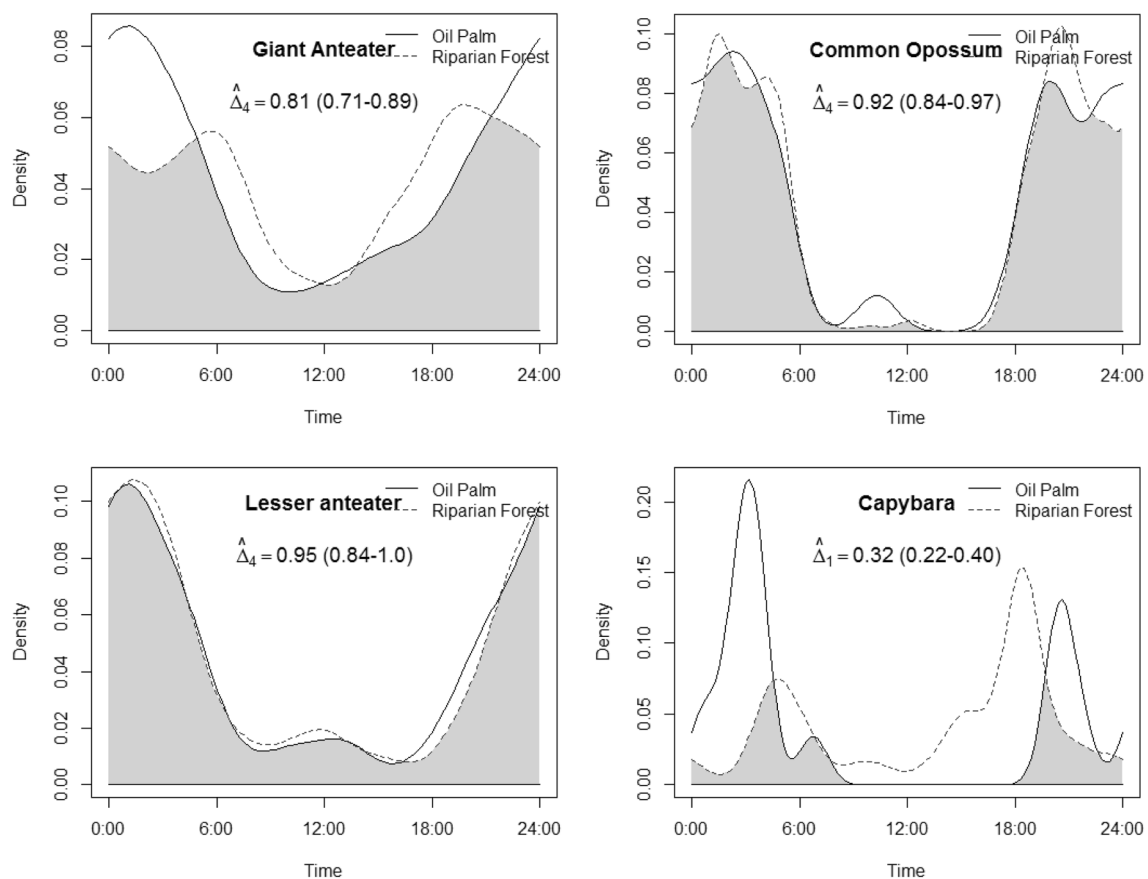 Giant Anteater
Oil Palm
Riparian Forest
Δ̂₄ = 0.81 (0.71-0.89)
Density
0.00 0.02 0.04 0.06 0.08
0:00 6:00 12:00 18:00 24:00
Time
Common Opossum
Oil Palm
Riparian Forest
Δ̂₄ = 0.92 (0.84-0.97)
Density
0.00 0.02 0.04 0.06 0.08 0.10
0:00 6:00 12:00 18:00 24:00
Time
Lesser anteater
Oil Palm
Riparian Forest
Δ̂₄ = 0.95 (0.84-1.0)
Density
0.00 0.02 0.04 0.06 0.08 0.10
0:00 6:00 12:00 18:00 24:00
Time
Capybara
Oil Palm
Riparian Forest
Δ̂₁ = 0.32 (0.22-0.40)
Density
0.00 0.05 0.10 0.15 0.20
0:00 6:00 12:00 18:00 24:00
Time